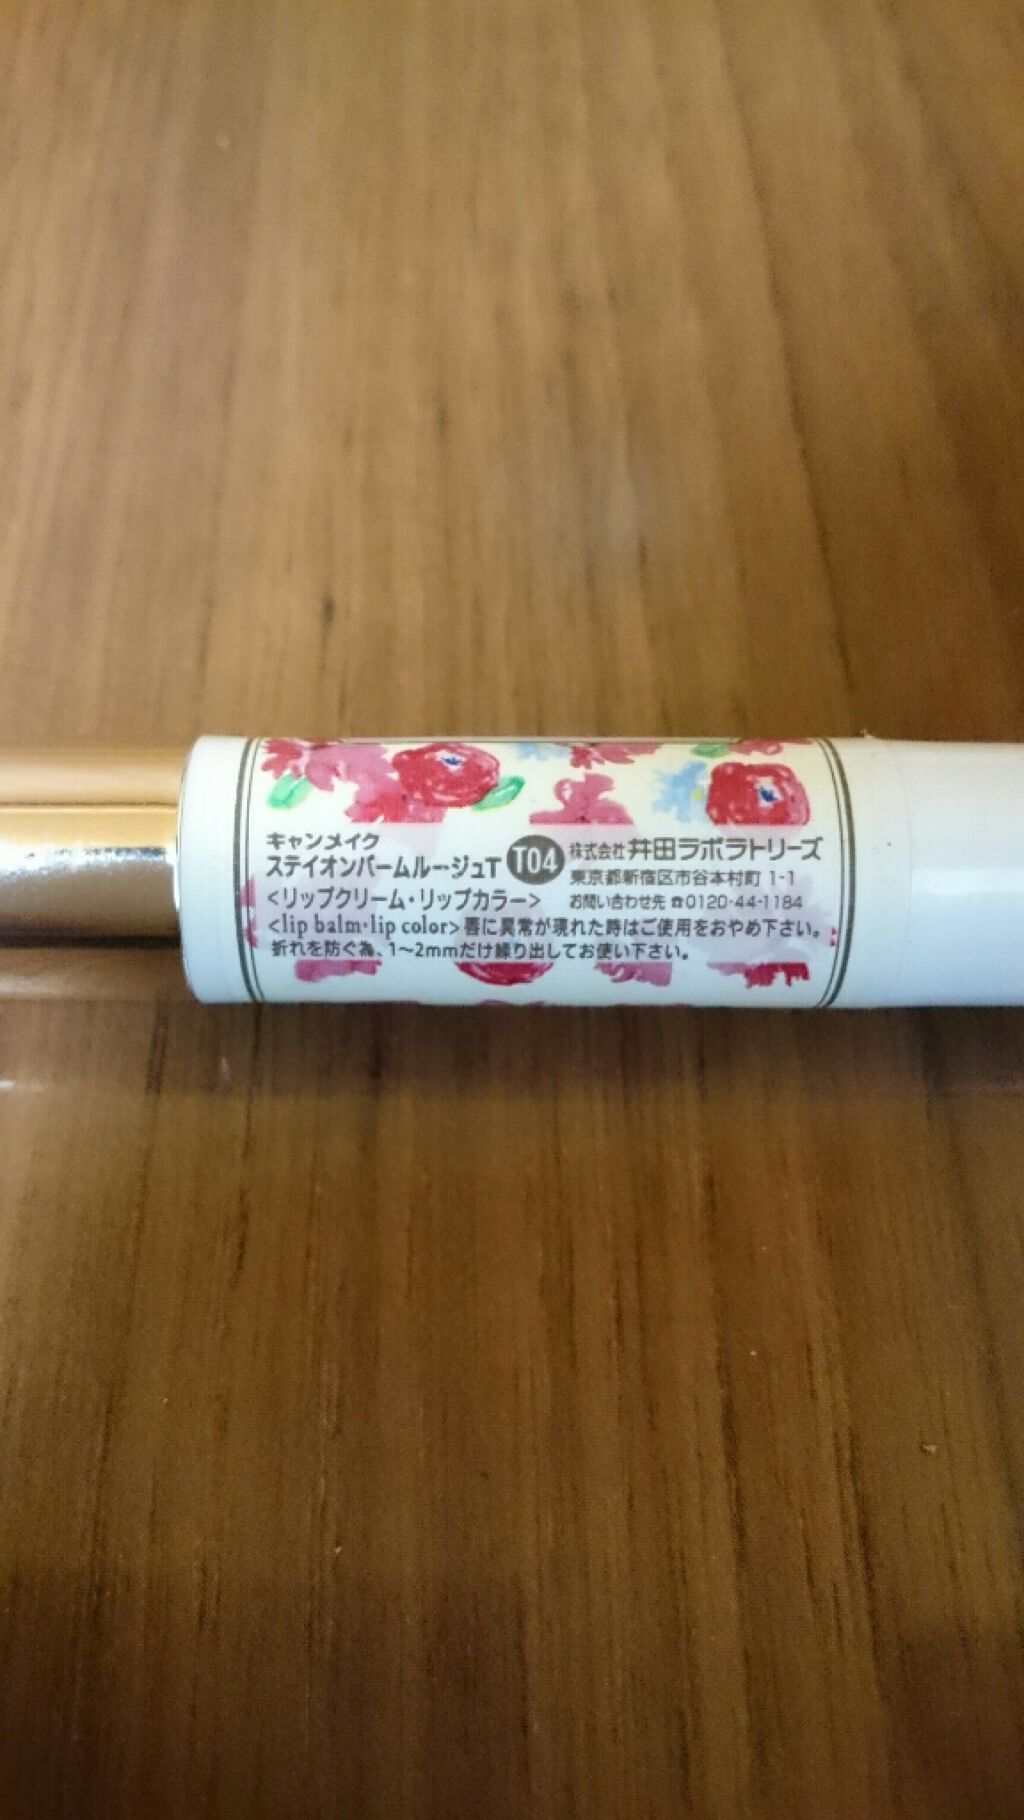 キャンメイク
ステイオンバームルージュT T04
<リップクリーム・リップカラー>
株式会社 井田ラボラトリーズ
東京都新宿区市谷本村町 1-1
お問い合わせ先 ☎0120-44-1184
<lip balm・lip color>唇に異常が現れた時はご使用をおやめ下さい。
折れを防ぐ為、1〜2mmだけ繰り出してお使い下さい。